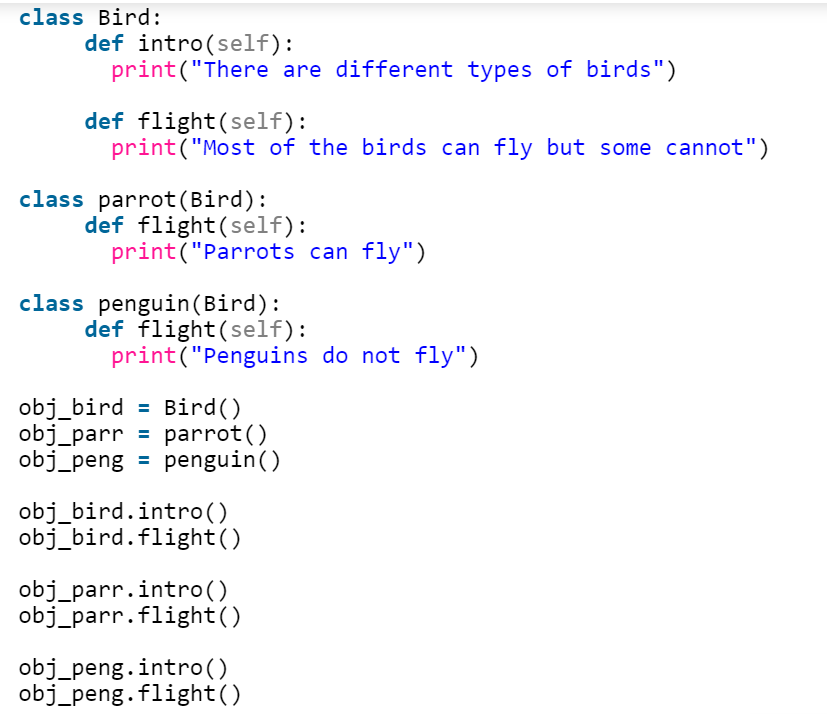 class Bird:
     def intro(self):
       print("There are different types of birds")

     def flight(self):
       print("Most of the birds can fly but some cannot")

class parrot(Bird):
     def flight(self):
       print("Parrots can fly")

class penguin(Bird):
     def flight(self):
       print("Penguins do not fly")

obj_bird = Bird()
obj_parr = parrot()
obj_peng = penguin()

obj_bird.intro()
obj_bird.flight()

obj_parr.intro()
obj_parr.flight()

obj_peng.intro()
obj_peng.flight()